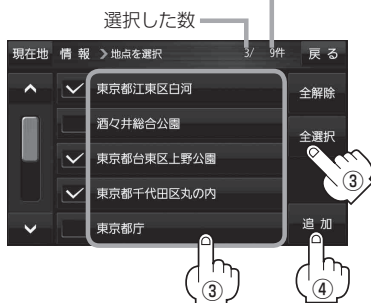 選択した数
現在地 情 報 ❯地点を選択 3/ 9件 戻 る
東京都江東区白河 全解除
酒々井総合公園
全選択
東京都台東区上野公園
③
東京都千代田区丸の内
東京都庁 追 加
③ ④